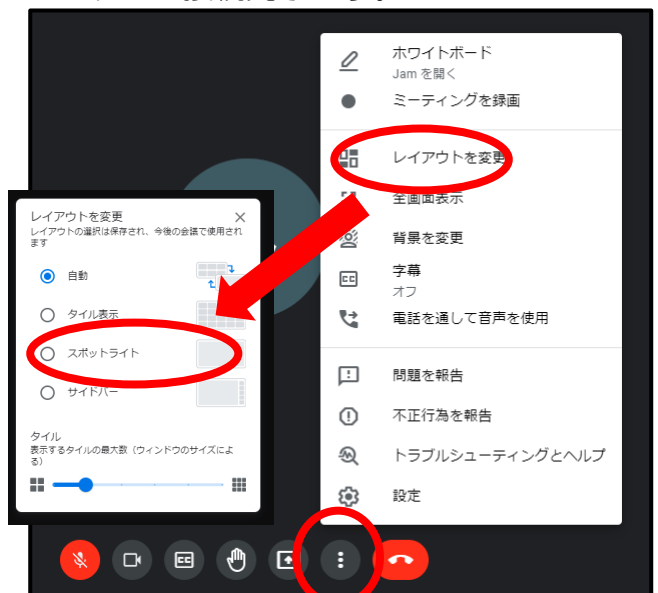 ホワイトボード
Jam を開く
ミーティングを録画
レイアウトを変更
全画面表示
背景を変更
字幕
オフ
電話を通して音声を使用
問題を報告
不正行為を報告
トラブルシューティングとヘルプ
設定
レイアウトを変更
レイアウトの選択は保存され、今後の会議で使用され
ます
自動
タイル表示
スポットライト
サイドバー
タイル
表示するタイルの最大数（ウィンドウのサイズによ
る）